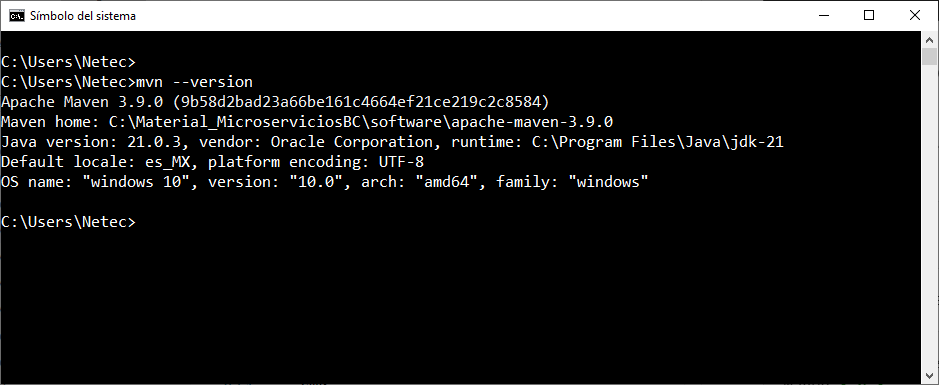 Símbolo del sistema
C:\Users\Netec>
C:\Users\Netec>mvn --version
Apache Maven 3.9.0 (9b58d2bad23a66be161c4664ef21ce219c2c8584)
Maven home: C:\Material_MicroserviciosBC\software\apache-maven-3.9.0
Java version: 21.0.3, vendor: Oracle Corporation, runtime: C:\Program Files\Java\jdk-21
Default locale: es_MX, platform encoding: UTF-8
OS name: "windows 10", version: "10.0", arch: "amd64", family: "windows"
C:\Users\Netec>